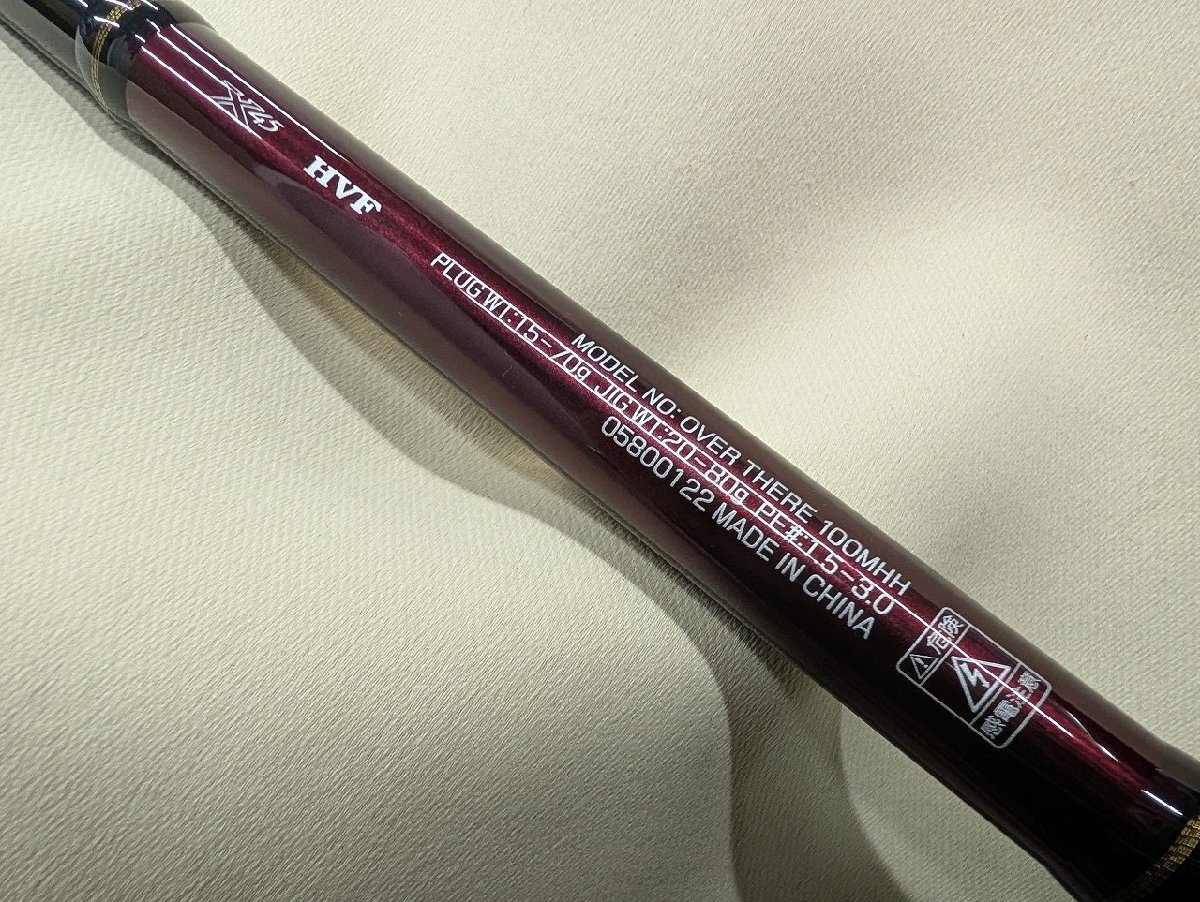 X45
HVF
MODEL NO: OVER THERE 100MHH
PLUG WT.:15-70g JIG WT.:20-80g PE#:1.5-3.0
05800122 MADE IN CHINA
⚠危険
感電注意